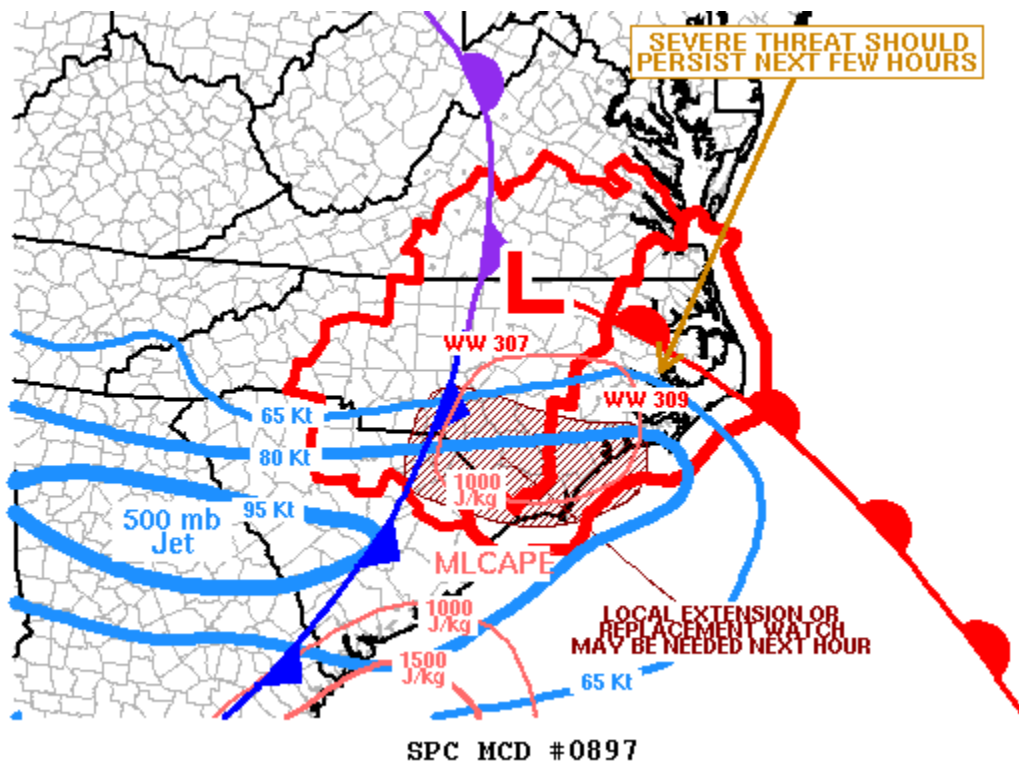 SEVERE THREAT SHOULD
PERSIST NEXT FEW HOURS
L
WW 307
WW 309
65 Kt
80 Kt
95 Kt
500 mb
Jet
1000
J/kg
MLCAPE
1000
J/kg
1500
J/kg
LOCAL EXTENSION OR
REPLACEMENT WATCH
MAY BE NEEDED NEXT HOUR
65 Kt
SPC MCD #0897